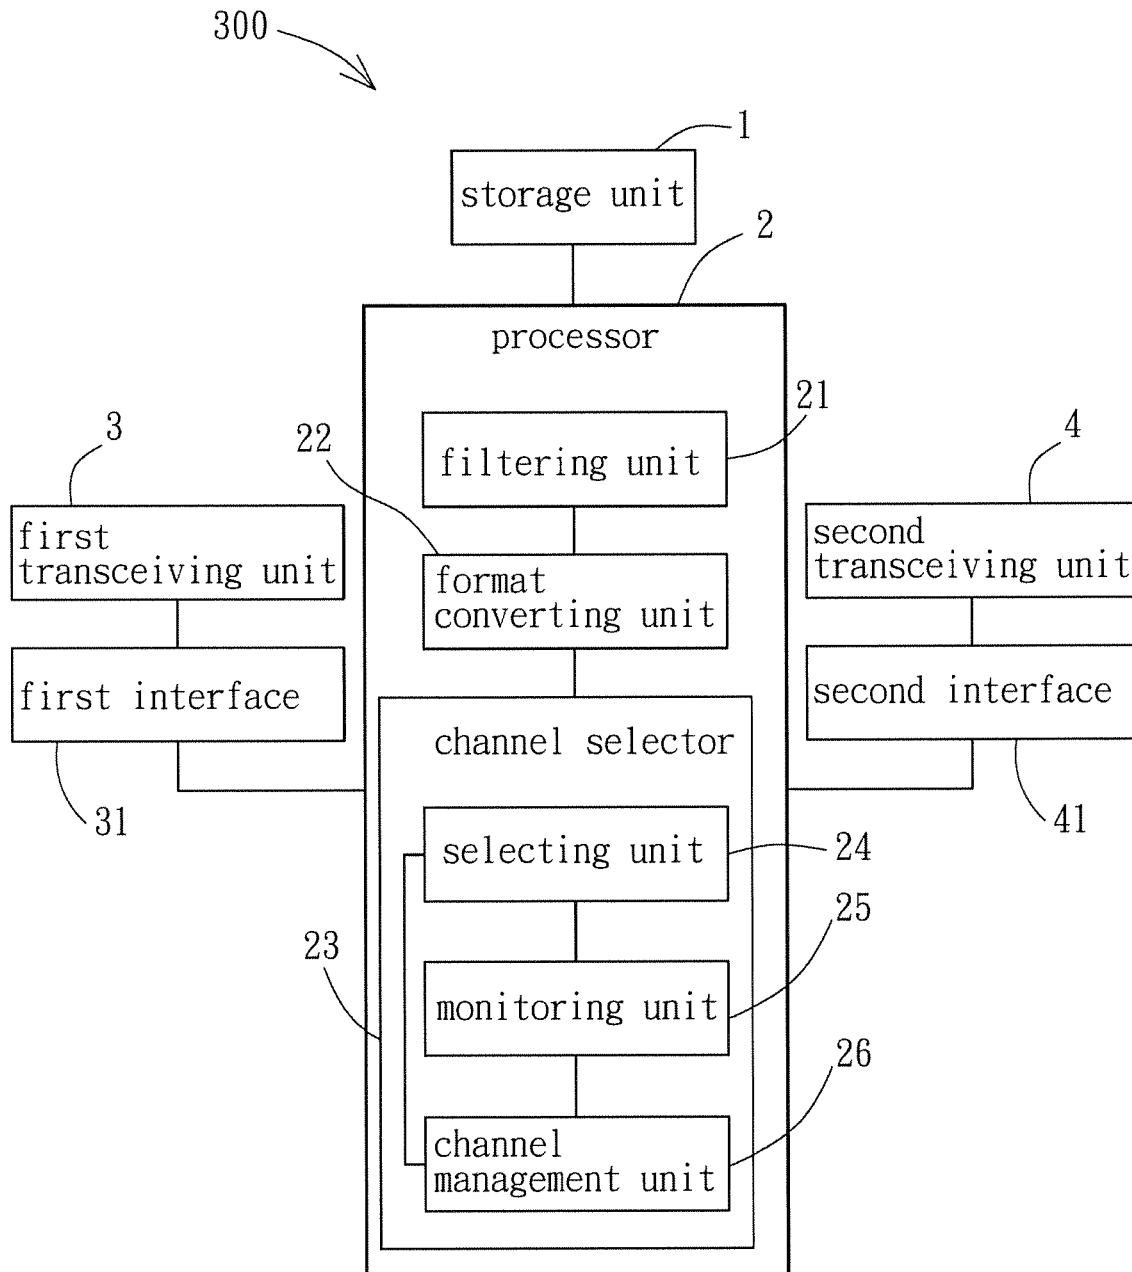 300
1
storage unit
2
processor
21
filtering unit
3
22
4
first
transceiving unit
format
converting unit
second
transceiving unit
first interface
second interface
channel selector
31
41
selecting unit
24
23
25
monitoring unit
26
channel
management unit